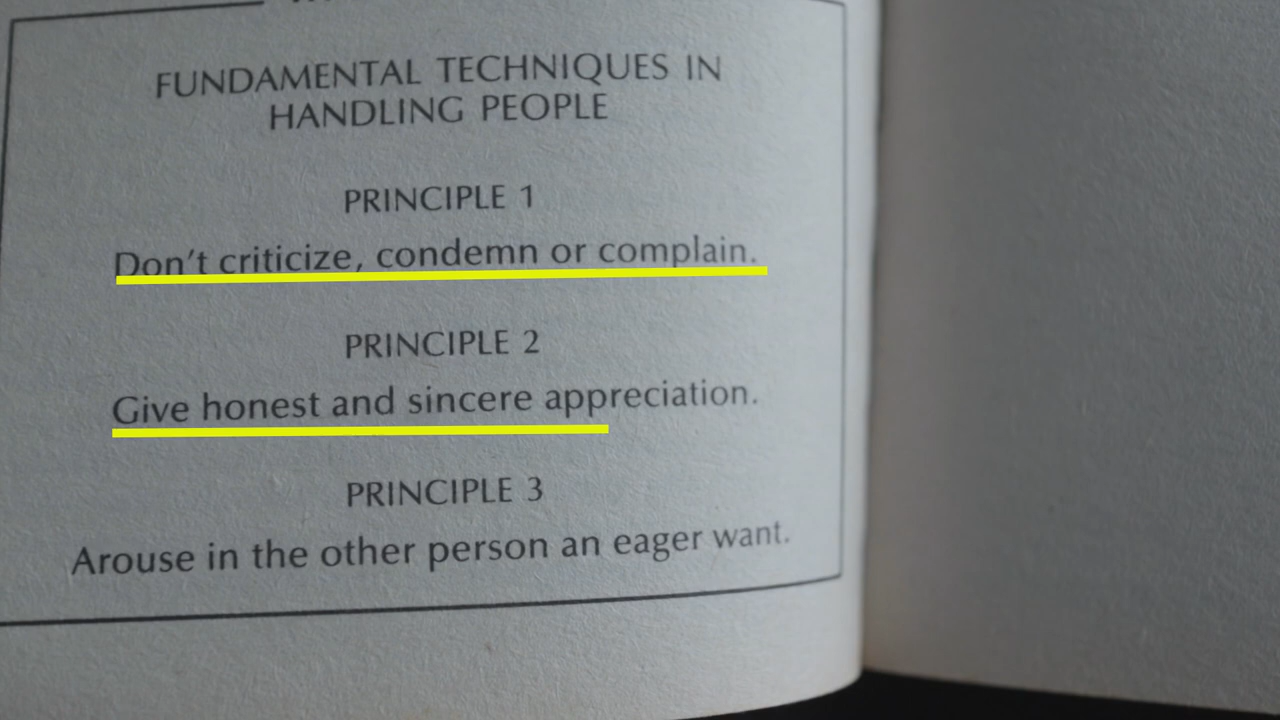 FUNDAMENTAL TECHNIQUES IN
HANDLING PEOPLE
PRINCIPLE 1
Don't criticize, condemn or complain.
PRINCIPLE 2
Give honest and sincere appreciation.
PRINCIPLE 3
Arouse in the other person an eager want.